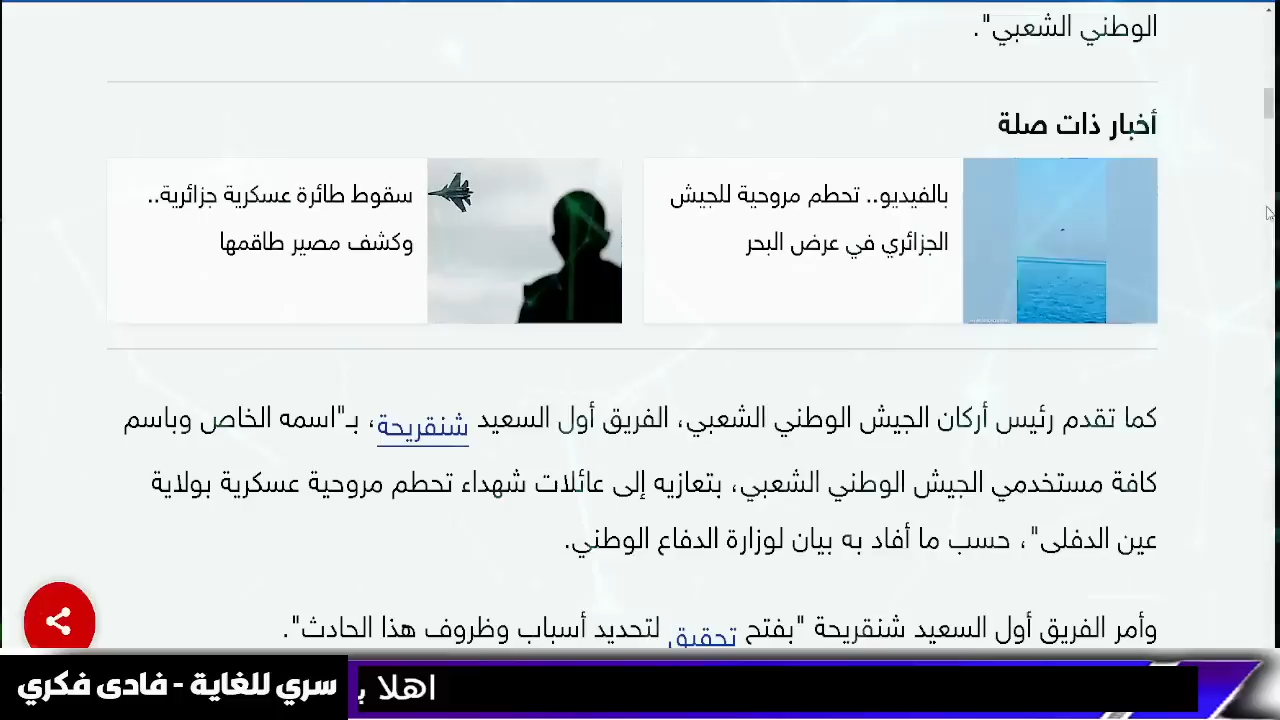 الوطني الشعبي".
أخبار ذات صلة
بالفيديو.. تحطم مروحية للجيش
الجزائري في عرض البحر
سقوط طائرة عسكرية جزائرية..
وكشف مصير طاقمها
كما تقدم رئيس أركان الجيش الوطني الشعبي، الفريق أول السعيد شنقريحة، بـ"اسمه الخاص وباسم
كافة مستخدمي الجيش الوطني الشعبي، بتعازيه إلى عائلات شهداء تحطم مروحية عسكرية بولاية
عين الدفلى"، حسب ما أفاد به بيان لوزارة الدفاع الوطني.
وأمر الفريق أول السعيد شنقريحة "بفتح تحقيق لتحديد أسباب وظروف هذا الحادث".
اهلا
سري للغاية - فادى فكري